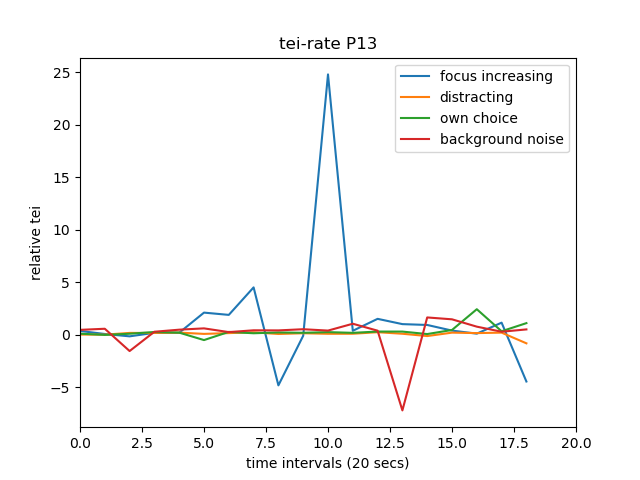 tei-rate P13
focus increasing
distracting
own choice
background noise
relative tei
25
20
15
10
5
0
−5
0.0 2.5 5.0 7.5 10.0 12.5 15.0 17.5 20.0
time intervals (20 secs)